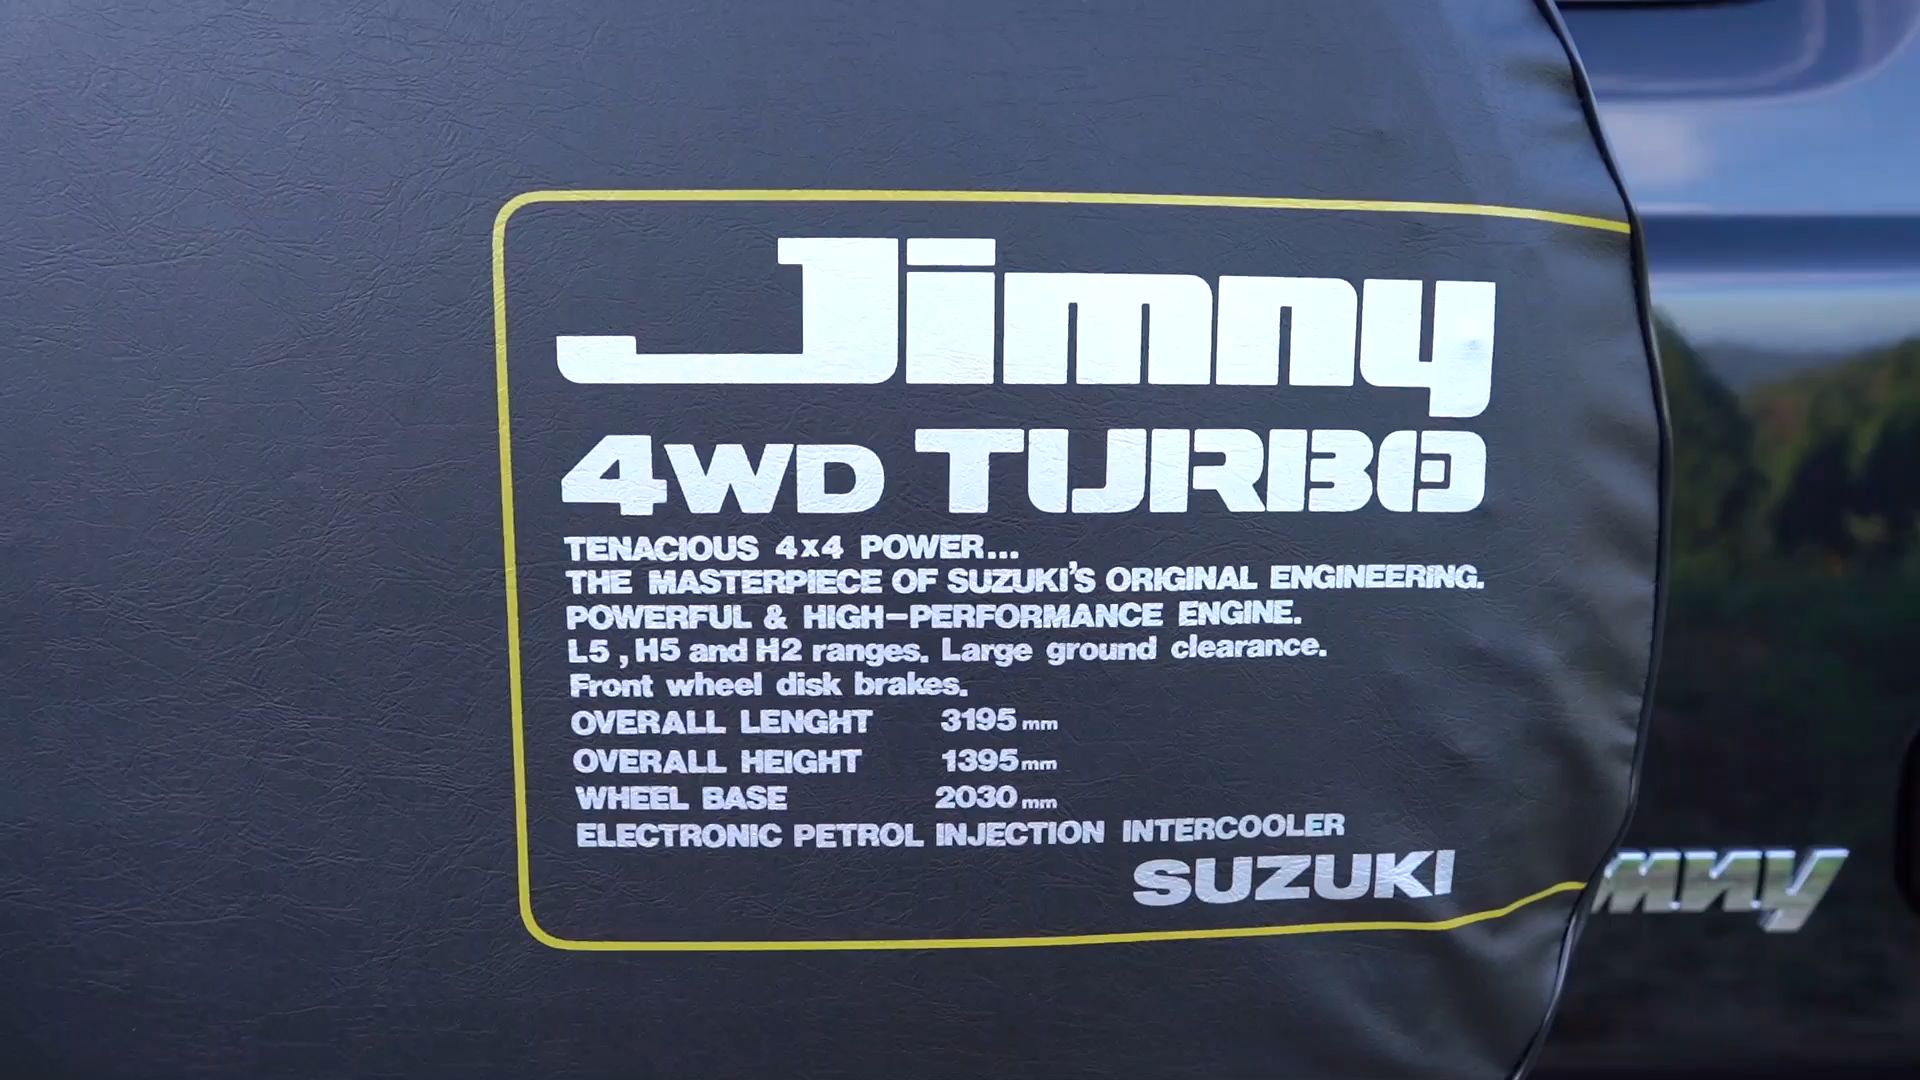 Jimny
4WD TURBO
TENACIOUS 4x4 POWER...
THE MASTERPIECE OF SUZUKI'S ORIGINAL ENGINEERING.
POWERFUL & HIGH-PERFORMANCE ENGINE.
L5, H5 and H2 ranges. Large ground clearance.
Front wheel disk brakes.
OVERALL LENGHT 3195 mm
OVERALL HEIGHT 1395 mm
WHEEL BASE 2030 mm
ELECTRONIC PETROL INJECTION INTERCOOLER
SUZUKI
mny